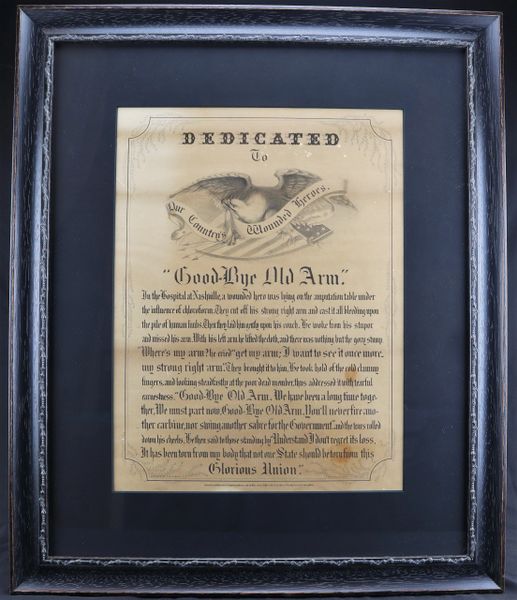 DEDICATED
To
Our Country's Wounded Heroes.
"Good-Bye Old Arm."
In the Hospital at Nashville, a wounded hero was lying on the amputation table under
the influence of chloroform. They cut off his strong right arm and cast it all bleeding upon
the pile of human limbs. They then laid him gently upon his couch. He woke from his stupor
and missed his arm. With his left arm he lifted the cloth, and there was nothing but the gory stump.
"Where's my arm?" he cried "get my arm; I want to see it once more,
my strong right arm." They brought it to him. He took hold of the cold clammy
fingers, and looking steadfastly at the poor dead member, thus addressed it with tearful
earnestness. "Good-Bye Old Arm. We have been a long time toge-
ther. We must part now. Good-Bye Old Arm. You'll never fire ano-
ther carbine, nor swing another sabre for the Government," and the tears rolled
down his cheeks. He then said to those standing by "Understand I don't regret its loss.
It has been torn from my body that not one State should be torn from this
Glorious Union."